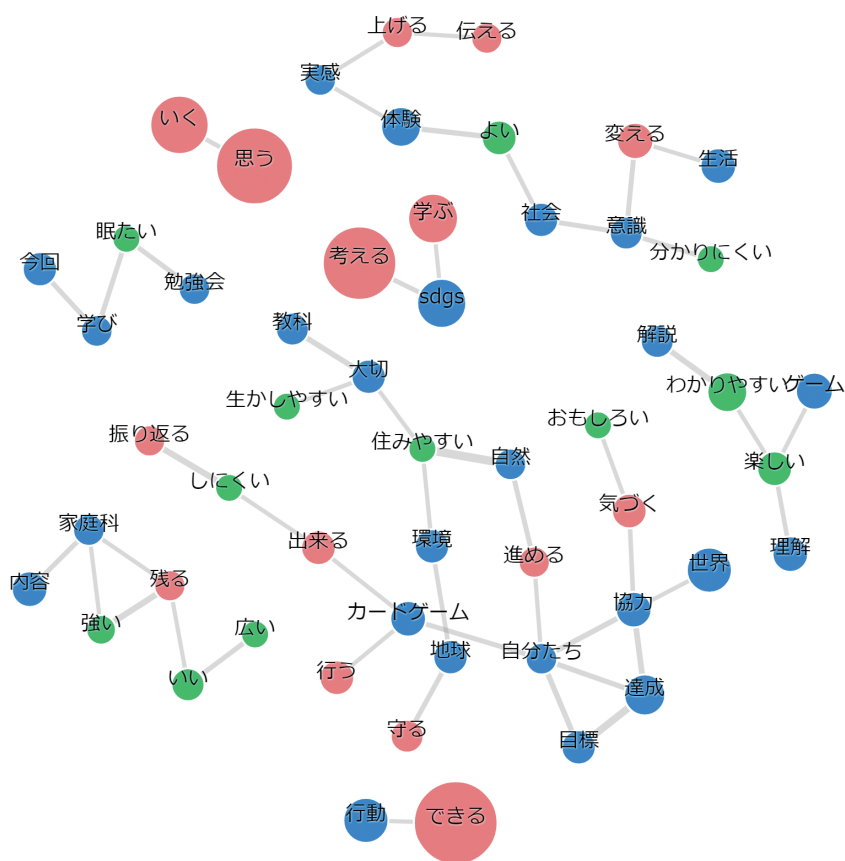 上げる
伝える
実感
いく
体験
よい
変える
思う
生活
学ぶ
社会
意識
眠たい
分かりにくい
考える
今回
勉強会
sdgs
学び
教科
解説
大切
わかりやすい
ゲーム
生かしやすい
おもしろい
振り返る
住みやすい
自然
楽しい
しにくい
気づく
家庭科
出来る
環境
進める
理解
世界
内容
残る
協力
強い
広い
カードゲーム
自分たち
地球
行う
いい
達成
守る
目標
行動
できる